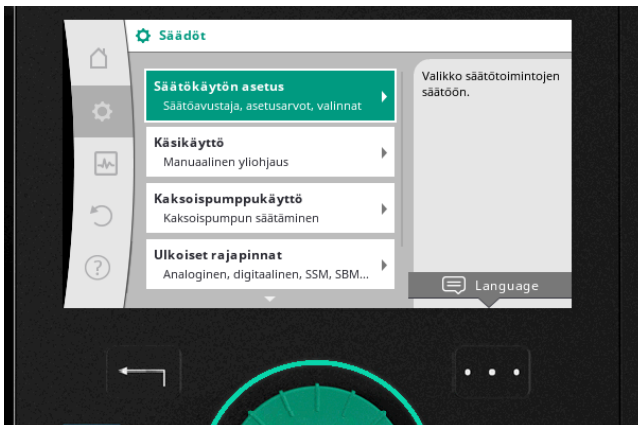 Säädöt
Säätökäytön asetus
Säätöavustaja, asetusarvot, valinnat
Käsikäyttö
Manuaalinen yliohjaus
Kaksoispumppukäyttö
Kaksoispumpun säätäminen
Ulkoiset rajapinnat
Analoginen, digitaalinen, SSM, SBM...
Valikko säätötoimintojen
säätöön.
Language